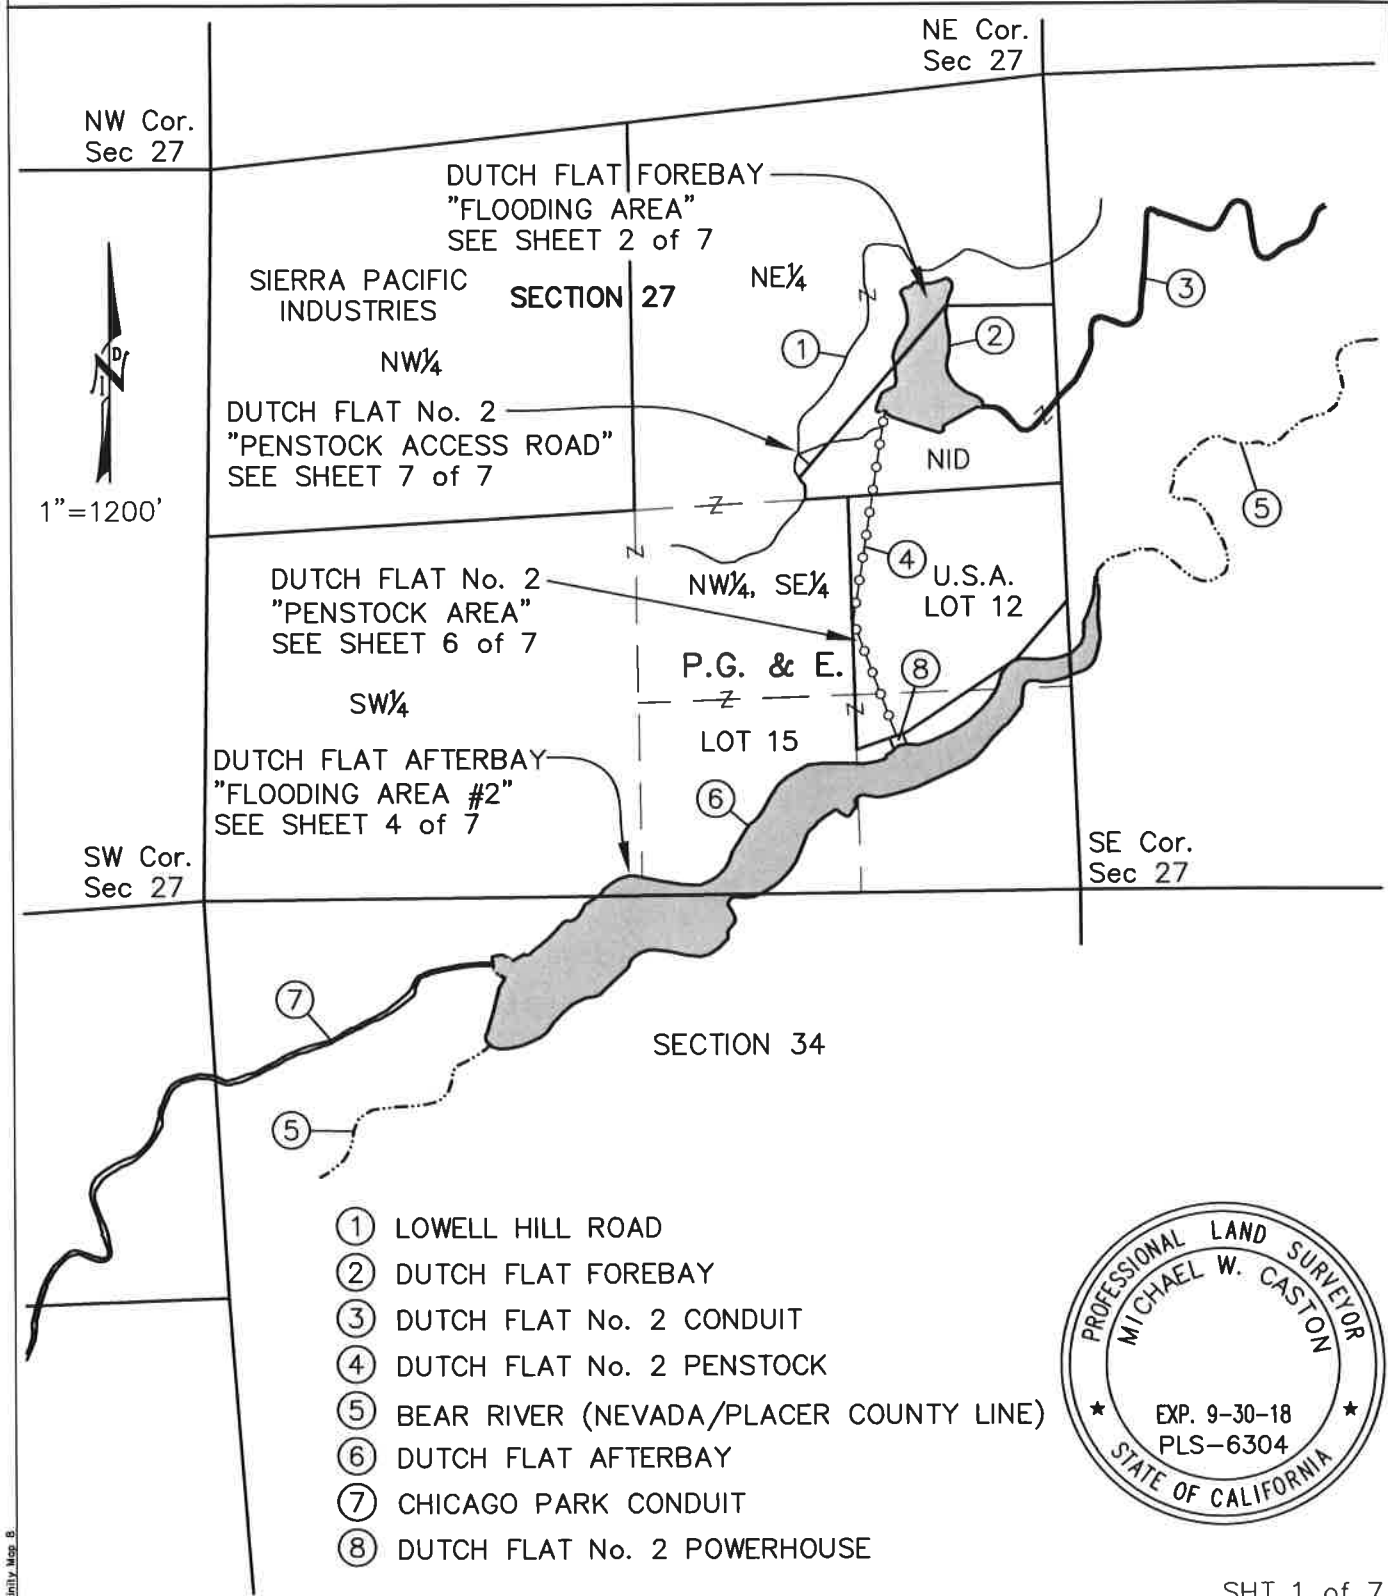 NE Cor.
Sec 27
NW Cor.
Sec 27
DUTCH FLAT FOREBAY
"FLOODING AREA"
SEE SHEET 2 of 7
SIERRA PACIFIC
INDUSTRIES
SECTION 27
NE¼
NW¼
1
2
3
N
I
D
1"=1200'
DUTCH FLAT No. 2
"PENSTOCK ACCESS ROAD"
SEE SHEET 7 of 7
NID
5
DUTCH FLAT No. 2
"PENSTOCK AREA"
SEE SHEET 6 of 7
NW¼, SE¼
4
U.S.A.
LOT 12
P.G. & E.
8
SW¼
LOT 15
DUTCH FLAT AFTERBAY
"FLOODING AREA #2"
SEE SHEET 4 of 7
6
SW Cor.
Sec 27
SE Cor.
Sec 27
7
SECTION 34
5
1 LOWELL HILL ROAD
2 DUTCH FLAT FOREBAY
3 DUTCH FLAT No. 2 CONDUIT
4 DUTCH FLAT No. 2 PENSTOCK
5 BEAR RIVER (NEVADA/PLACER COUNTY LINE)
6 DUTCH FLAT AFTERBAY
7 CHICAGO PARK CONDUIT
8 DUTCH FLAT No. 2 POWERHOUSE
PROFESSIONAL LAND SURVEYOR
MICHAEL W. CASTON
EXP. 9-30-18
PLS-6304
STATE OF CALIFORNIA
SHT 1 of 7
Map 8